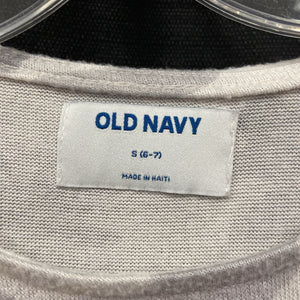 OLD NAVY
S (6-7)
MADE IN HAITI